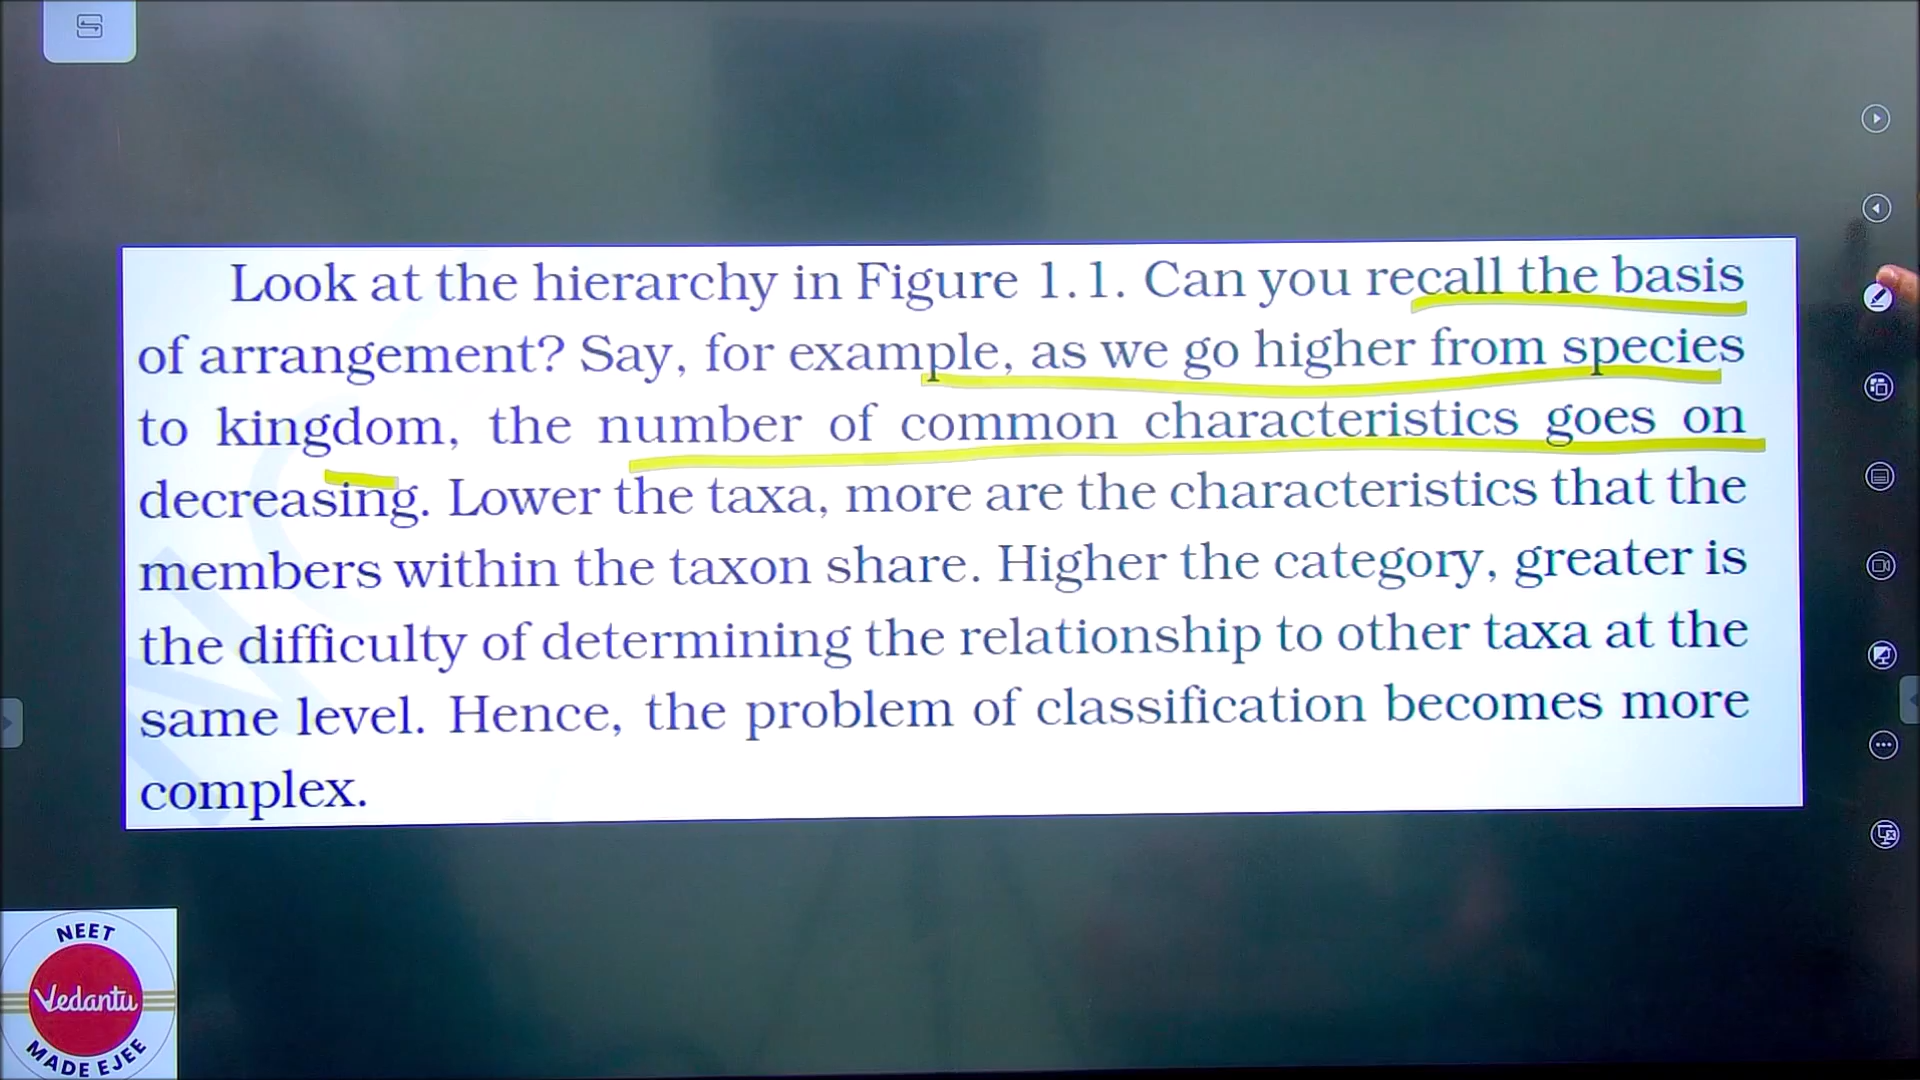 Look at the hierarchy in Figure 1.1. Can you recall the basis
of arrangement? Say, for example, as we go higher from species
to kingdom, the number of common characteristics goes on
decreasing. Lower the taxa, more are the characteristics that the
members within the taxon share. Higher the category, greater is
the difficulty of determining the relationship to other taxa at the
same level. Hence, the problem of classification becomes more
complex.
NEET
Vedantu
MADE EJEE